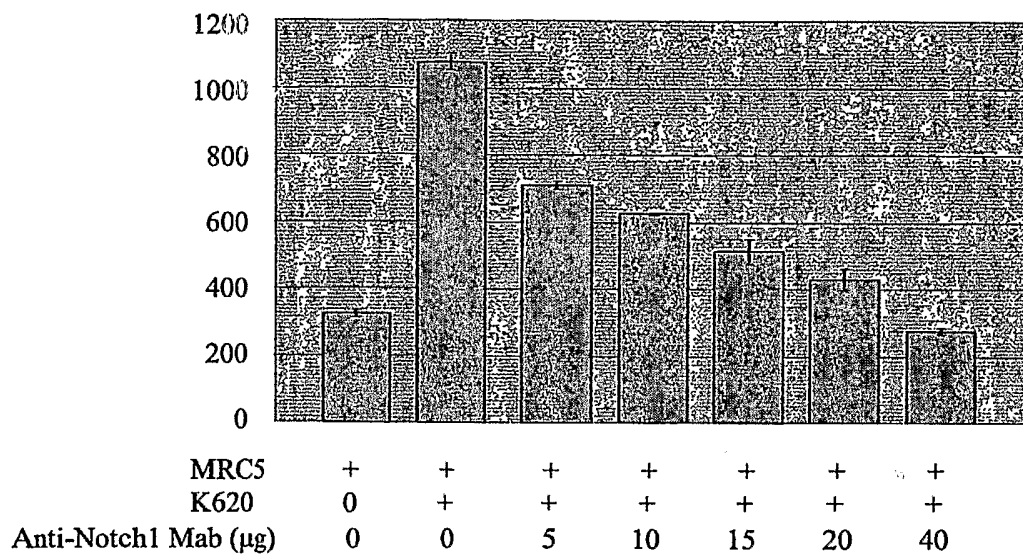 1200
1000
800
600
400
200
0
MRC5 + + + + + + +
K620 0 + + + + + +
Anti-Notch1 Mab (µg) 0 0 5 10 15 20 40